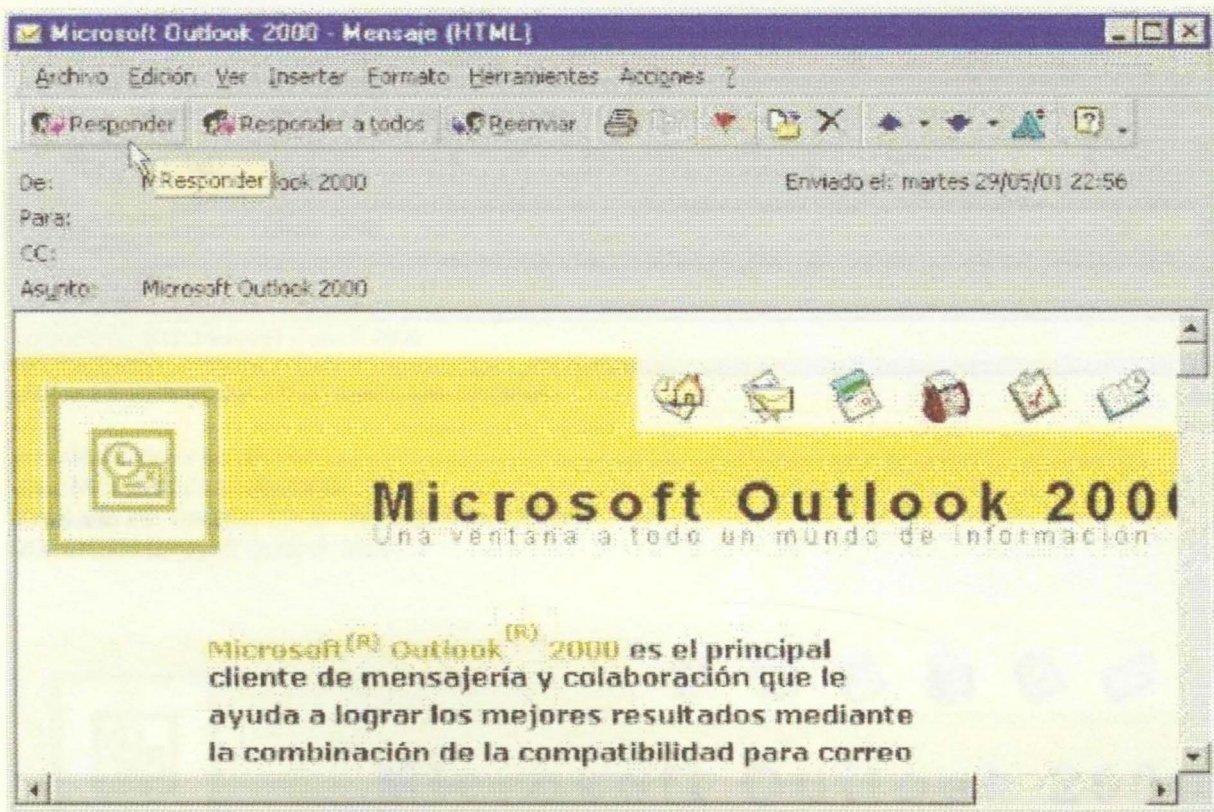 Microsoft Outlook 2000 - Mensaje (HTML)
Archivo Edición Ver Insertar Formato Herramientas Acciones ?
Responder Responder a todos Reenviar
Responder
De: M look 2000 Enviado el: martes 29/05/01 22:56
Para:
CC:
Asunto: Microsoft Outlook 2000
Microsoft Outlook 200
Una ventana a todo un mundo de información
Microsoft(R) Outlook(R) 2000 es el principal
cliente de mensajería y colaboración que le
ayuda a lograr los mejores resultados mediante
la combinación de la compatibilidad para correo